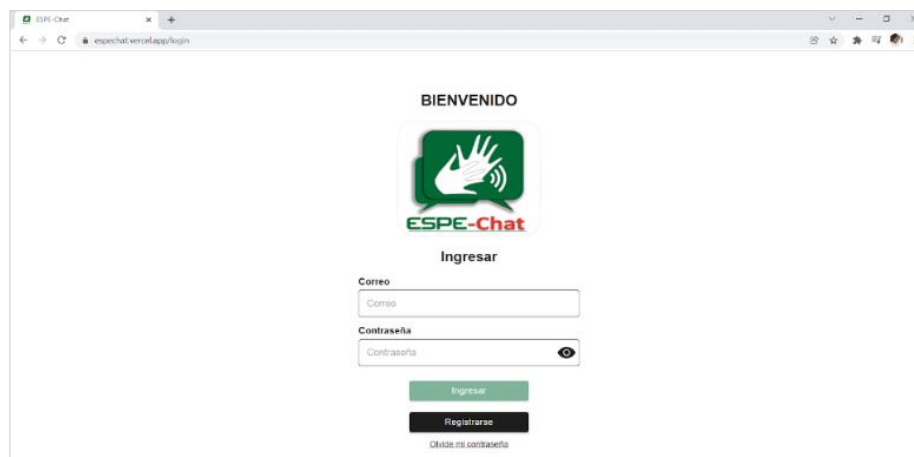 ESPE-Chat
espechat.vercel.app/login
BIENVENIDO
ESPE-Chat
Ingresar
Correo
Correo
Contraseña
Contraseña
Ingresar
Registrarse
Olvide mi contraseña